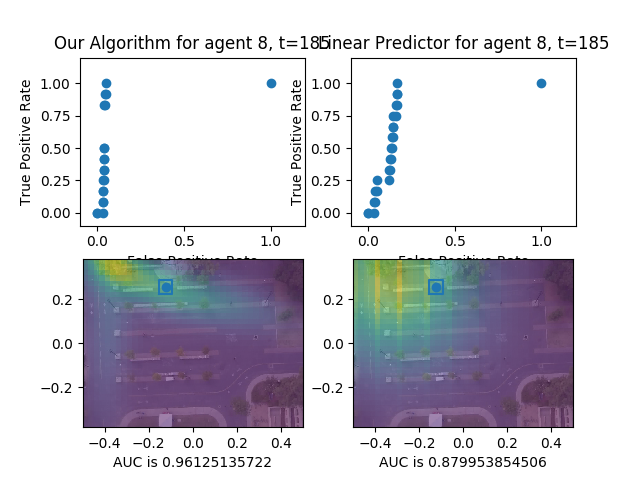 Our Algorithm for agent 8, t=185
Linear Predictor for agent 8, t=185
True Positive Rate
1.00
0.75
0.50
0.25
0.00
0.0 0.5 1.0
False Positive Rate
True Positive Rate
1.00
0.75
0.50
0.25
0.00
0.0 0.5 1.0
False Positive Rate
0.2
0.0
−0.2
−0.4 −0.2 0.0 0.2 0.4
AUC is 0.96125135722
0.2
0.0
−0.2
−0.4 −0.2 0.0 0.2 0.4
AUC is 0.879953854506